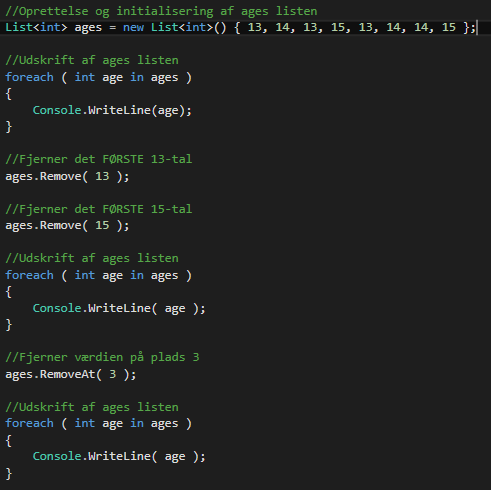 //Oprettelse og initialisering af ages listen
List<int> ages = new List<int>() { 13, 14, 13, 15, 13, 14, 14, 15 };
//Udskrift af ages listen
foreach ( int age in ages )
{
    Console.WriteLine(age);
}
//Fjerner det FØRSTE 13-tal
ages.Remove( 13 );
//Fjerner det FØRSTE 15-tal
ages.Remove( 15 );
//Udskrift af ages listen
foreach ( int age in ages )
{
    Console.WriteLine( age );
}
//Fjerner værdien på plads 3
ages.RemoveAt( 3 );
//Udskrift af ages listen
foreach ( int age in ages )
{
    Console.WriteLine( age );
}